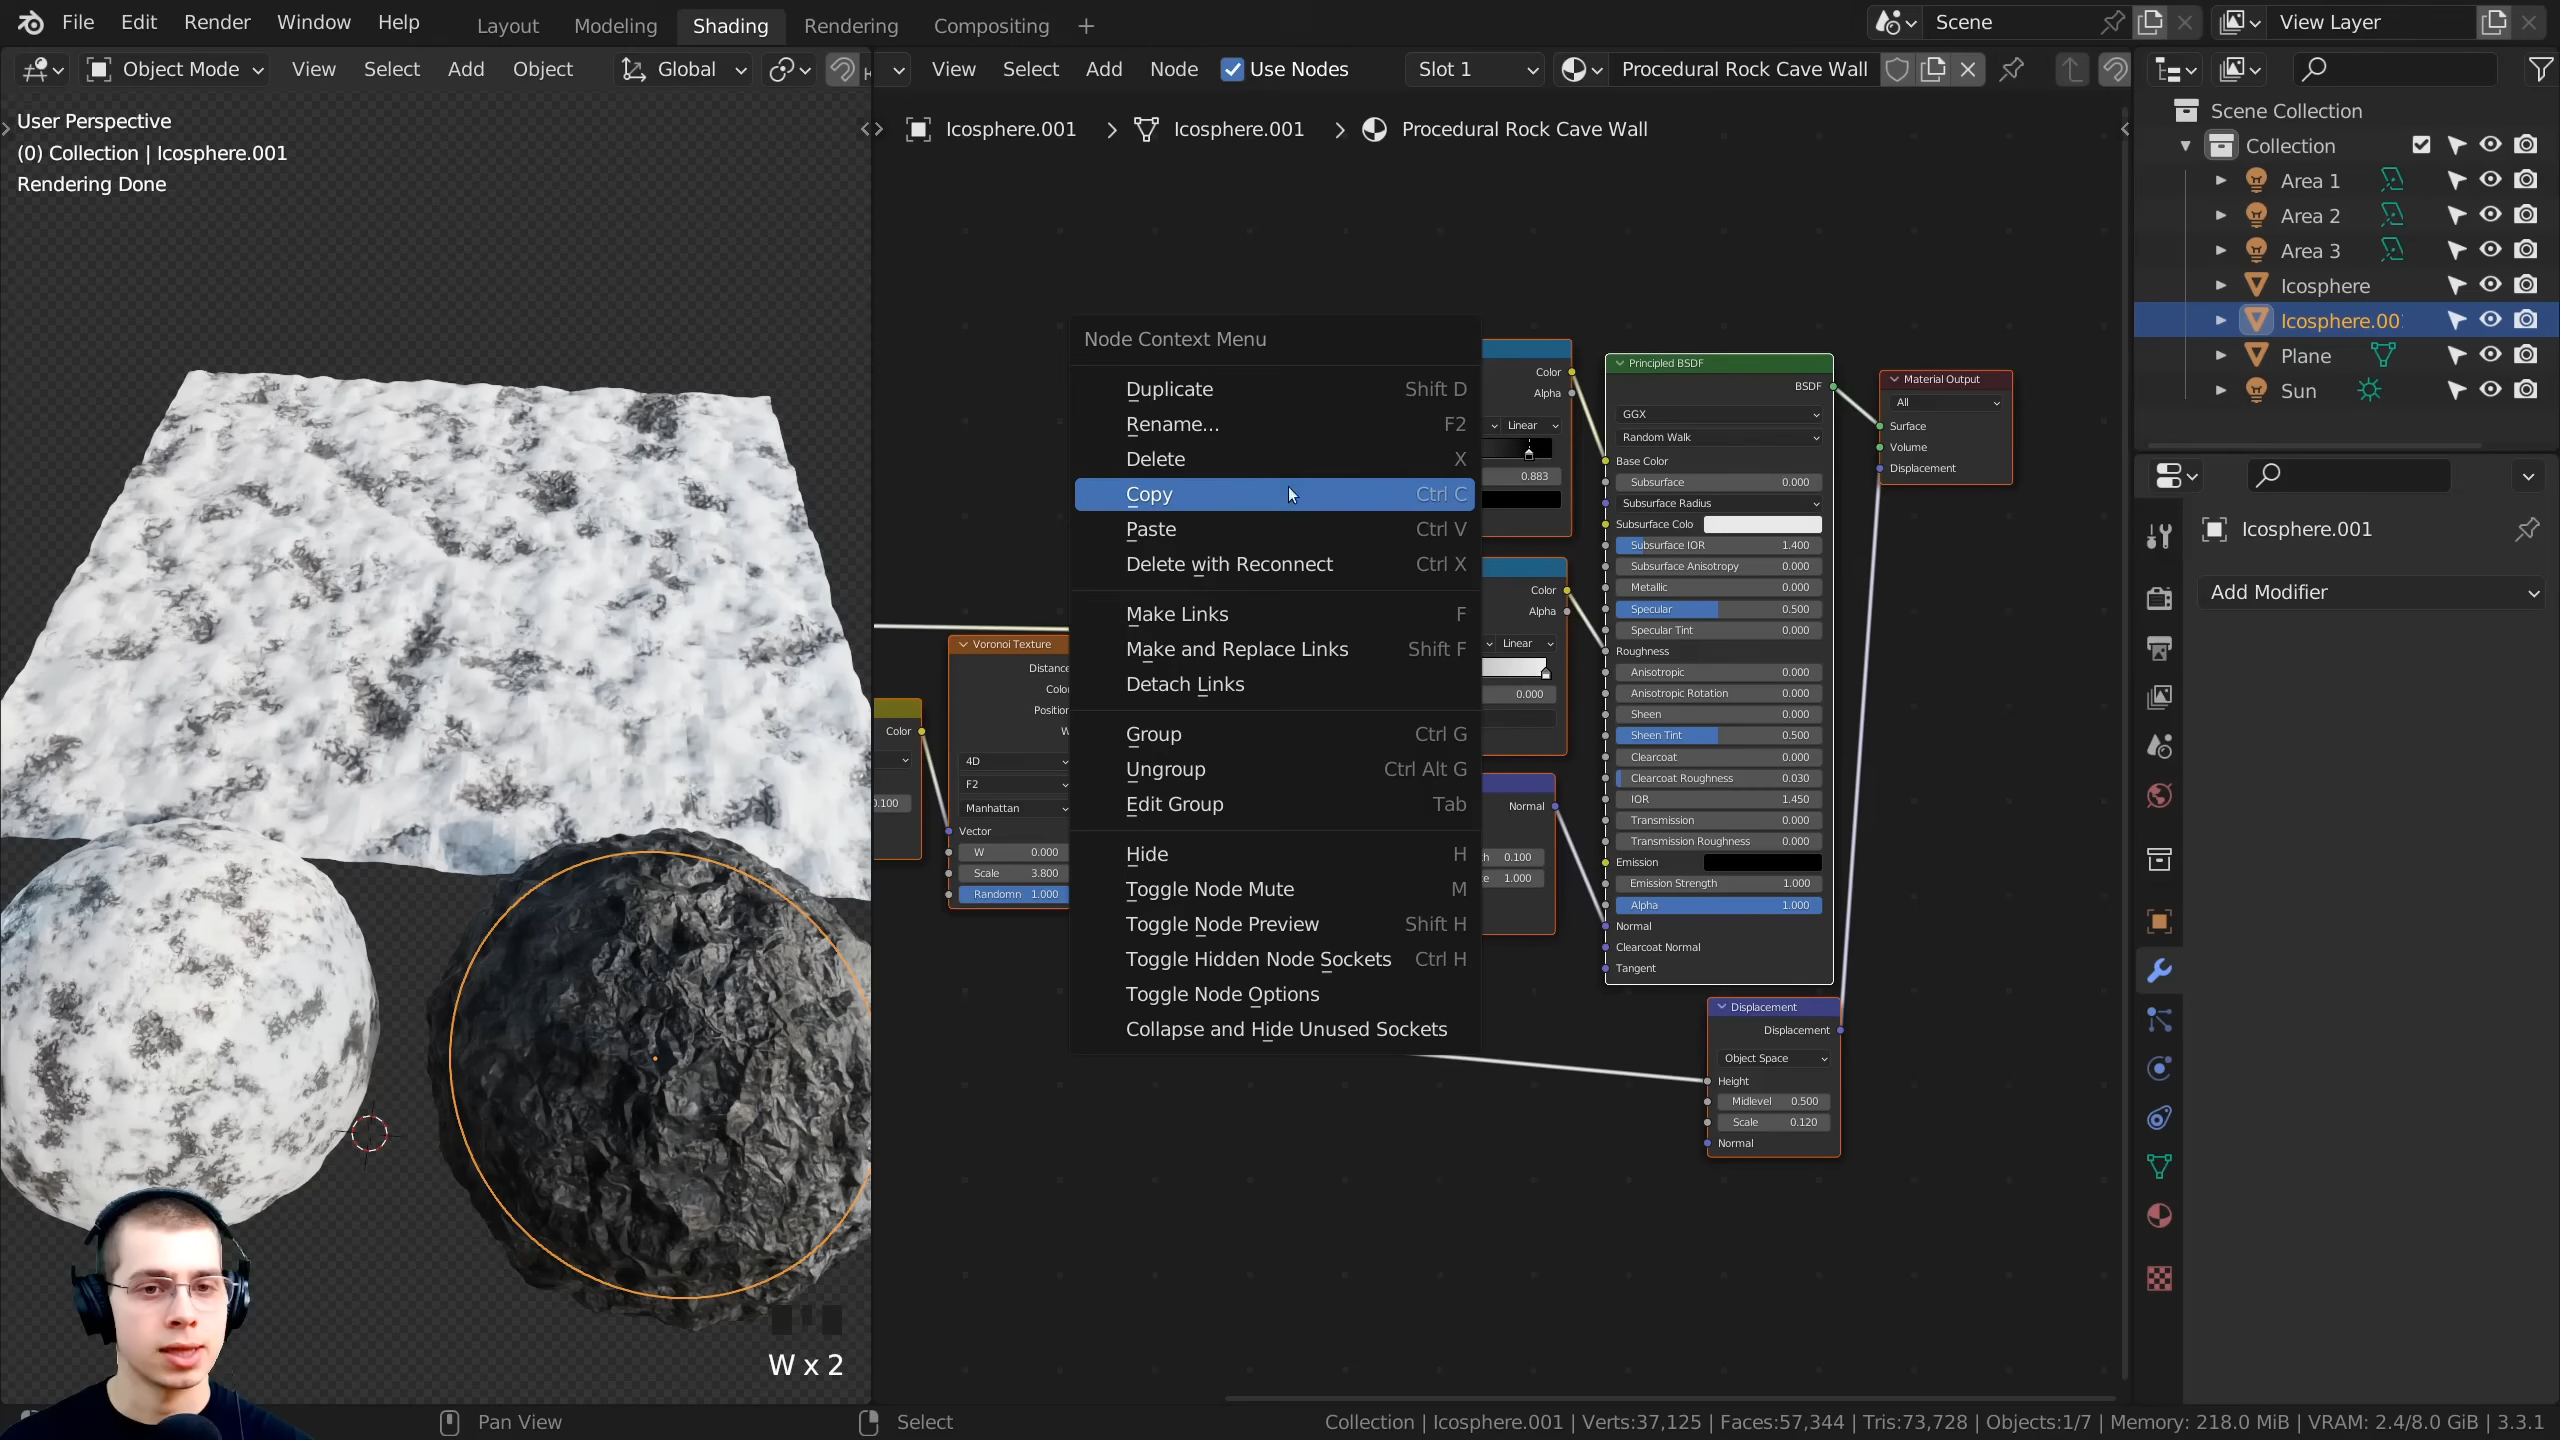 File Edit Render Window Help Layout Modeling Shading Rendering Compositing + Scene View Layer
Object Mode View Select Add Object Global View Select Add Node Use Nodes Slot 1 Procedural Rock Cave Wall
User Perspective
(0) Collection | Icosphere.001
Rendering Done
Icosphere.001 > Icosphere.001 > Procedural Rock Cave Wall
Scene Collection
Collection
Area 1
Area 2
Area 3
Icosphere
Icosphere.00
Plane
Sun
Icosphere.001
Add Modifier
Node Context Menu
Duplicate Shift D
Rename... F2
Delete X
Copy Ctrl C
Paste Ctrl V
Delete with Reconnect Ctrl X
Make Links F
Make and Replace Links Shift F
Detach Links
Group Ctrl G
Ungroup Ctrl Alt G
Edit Group Tab
Hide H
Toggle Node Mute M
Toggle Node Preview Shift H
Toggle Hidden Node Sockets Ctrl H
Toggle Node Options
Collapse and Hide Unused Sockets
Color
0.100
Voronoi Texture
Distance
Color
Position
W
4D
F2
Manhattan
Vector
W 0.000
Scale 3.800
Randomn 1.000
Color
Alpha
Linear
0.883
Color
Alpha
Linear
0.000
Normal
0.100
1.000
Principled BSDF
BSDF
GGX
Random Walk
Base Color
Subsurface 0.000
Subsurface Radius
Subsurface Colo
Subsurface IOR 1.400
Subsurface Anisotropy 0.000
Metallic 0.000
Specular 0.500
Specular Tint 0.000
Roughness
Anisotropic 0.000
Anisotropic Rotation 0.000
Sheen 0.000
Sheen Tint 0.500
Clearcoat 0.000
Clearcoat Roughness 0.030
IOR 1.450
Transmission 0.000
Transmission Roughness 0.000
Emission
Emission Strength 1.000
Alpha 1.000
Normal
Clearcoat Normal
Tangent
Material Output
All
Surface
Volume
Displacement
Displacement
Displacement
Object Space
Height
Midlevel 0.500
Scale 0.120
Normal
W x 2
Pan View Select Collection | Icosphere.001 | Verts:37,125 | Faces:57,344 | Tris:73,728 | Objects:1/7 | Memory: 218.0 MiB | VRAM: 2.4/8.0 GiB | 3.3.1